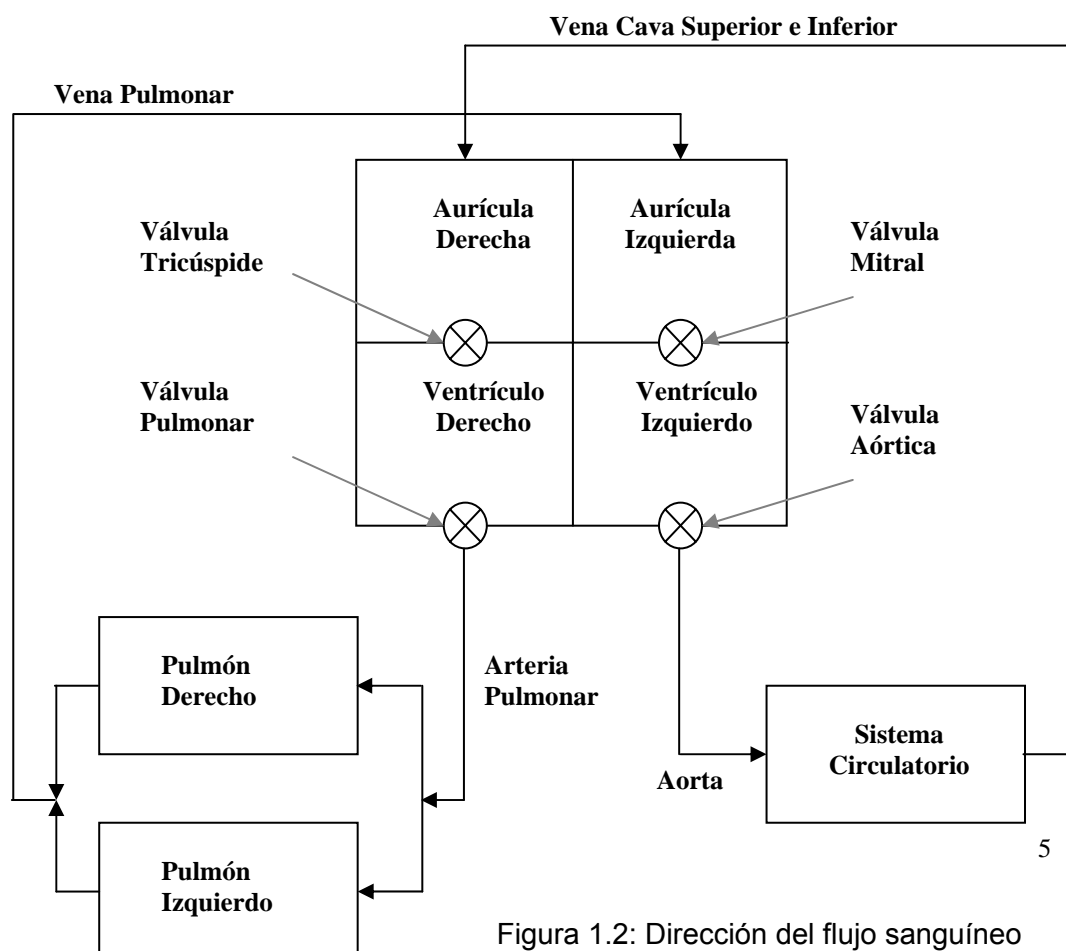 Vena Cava Superior e Inferior
Vena Pulmonar
Aurícula
Derecha
Aurícula
Izquierda
Válvula
Tricúspide
Válvula
Mitral
Ventrículo
Derecho
Ventrículo
Izquierdo
Válvula
Pulmonar
Válvula
Aórtica
Pulmón
Derecho
Arteria
Pulmonar
Aorta
Sistema
Circulatorio
Pulmón
Izquierdo
5
Figura 1.2: Dirección del flujo sanguíneo